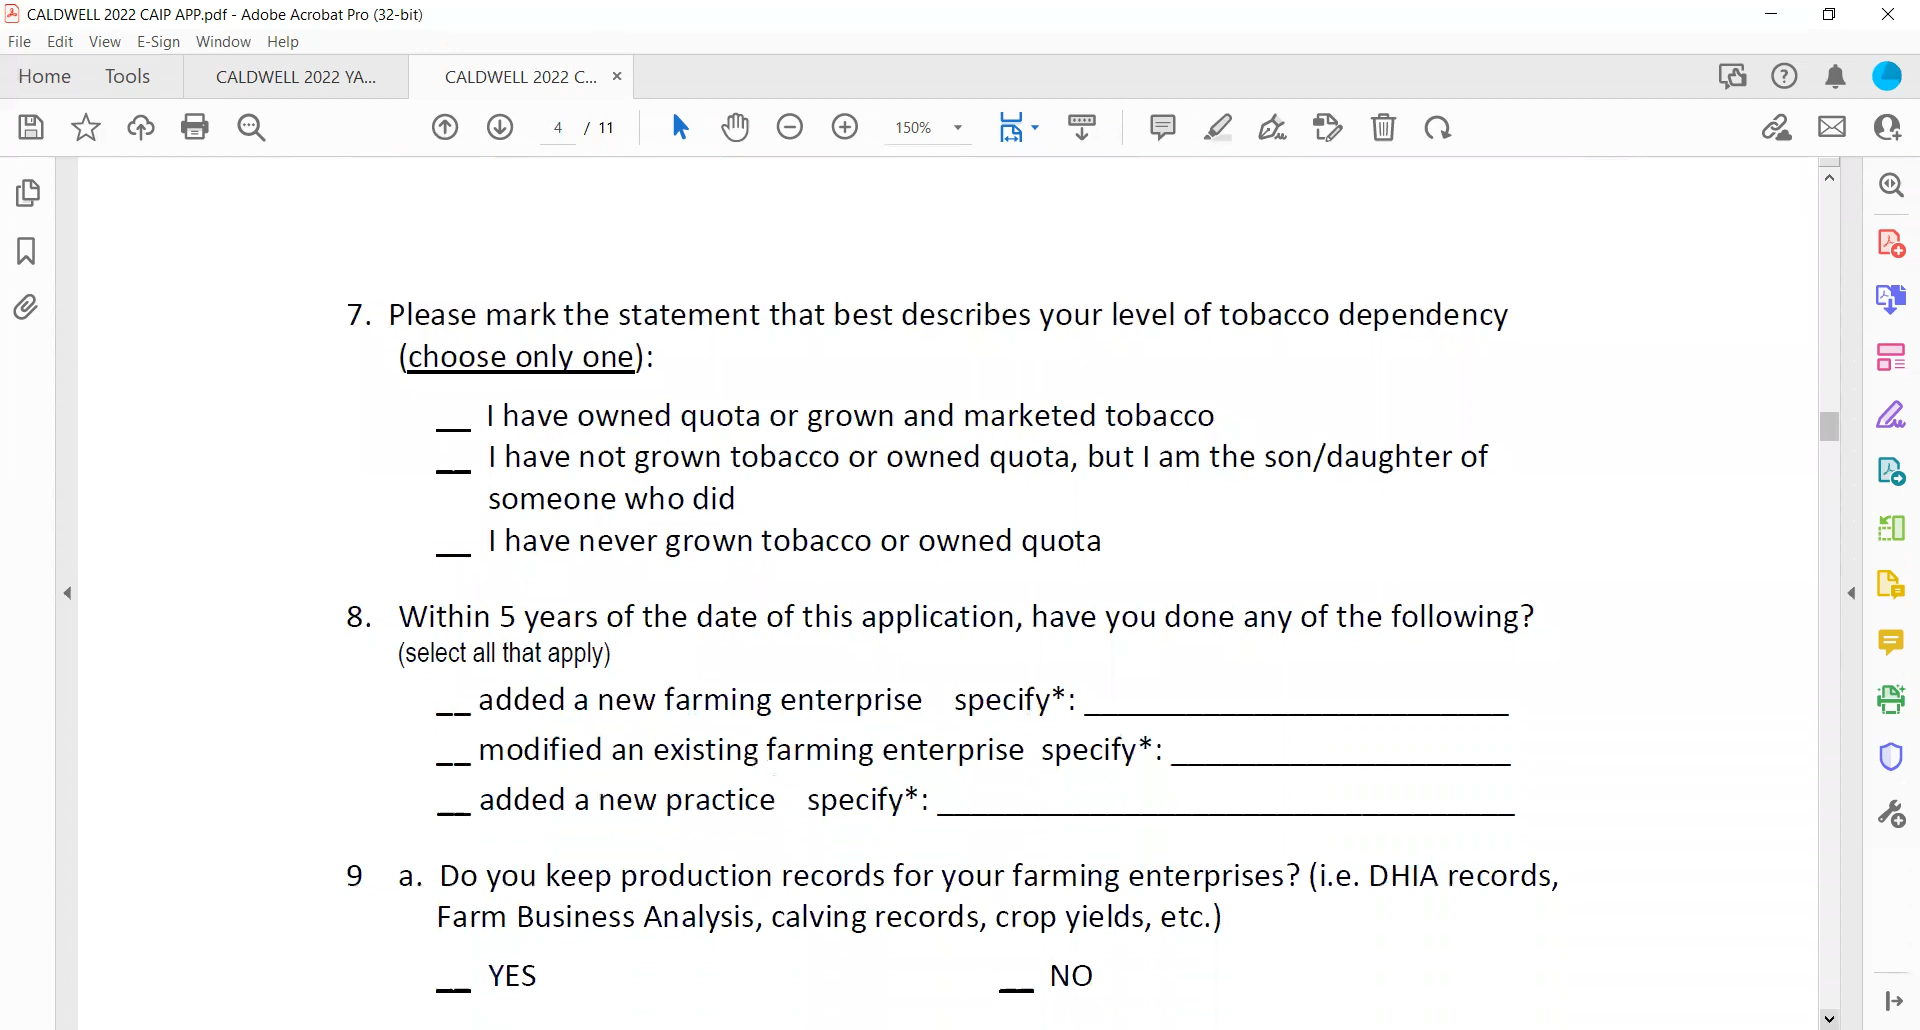 CALDWELL 2022 CAIP APP.pdf - Adobe Acrobat Pro (32-bit)
File Edit View E-Sign Window Help
Home Tools CALDWELL 2022 YA... CALDWELL 2022 C... ×
4 / 11 150%
7. Please mark the statement that best describes your level of tobacco dependency
(choose only one):
__ I have owned quota or grown and marketed tobacco
__ I have not grown tobacco or owned quota, but I am the son/daughter of
someone who did
__ I have never grown tobacco or owned quota
8. Within 5 years of the date of this application, have you done any of the following?
(select all that apply)
__ added a new farming enterprise specify*: _________________________
__ modified an existing farming enterprise specify*: ____________________
__ added a new practice specify*: __________________________________
9 a. Do you keep production records for your farming enterprises? (i.e. DHIA records,
Farm Business Analysis, calving records, crop yields, etc.)
__ YES __ NO